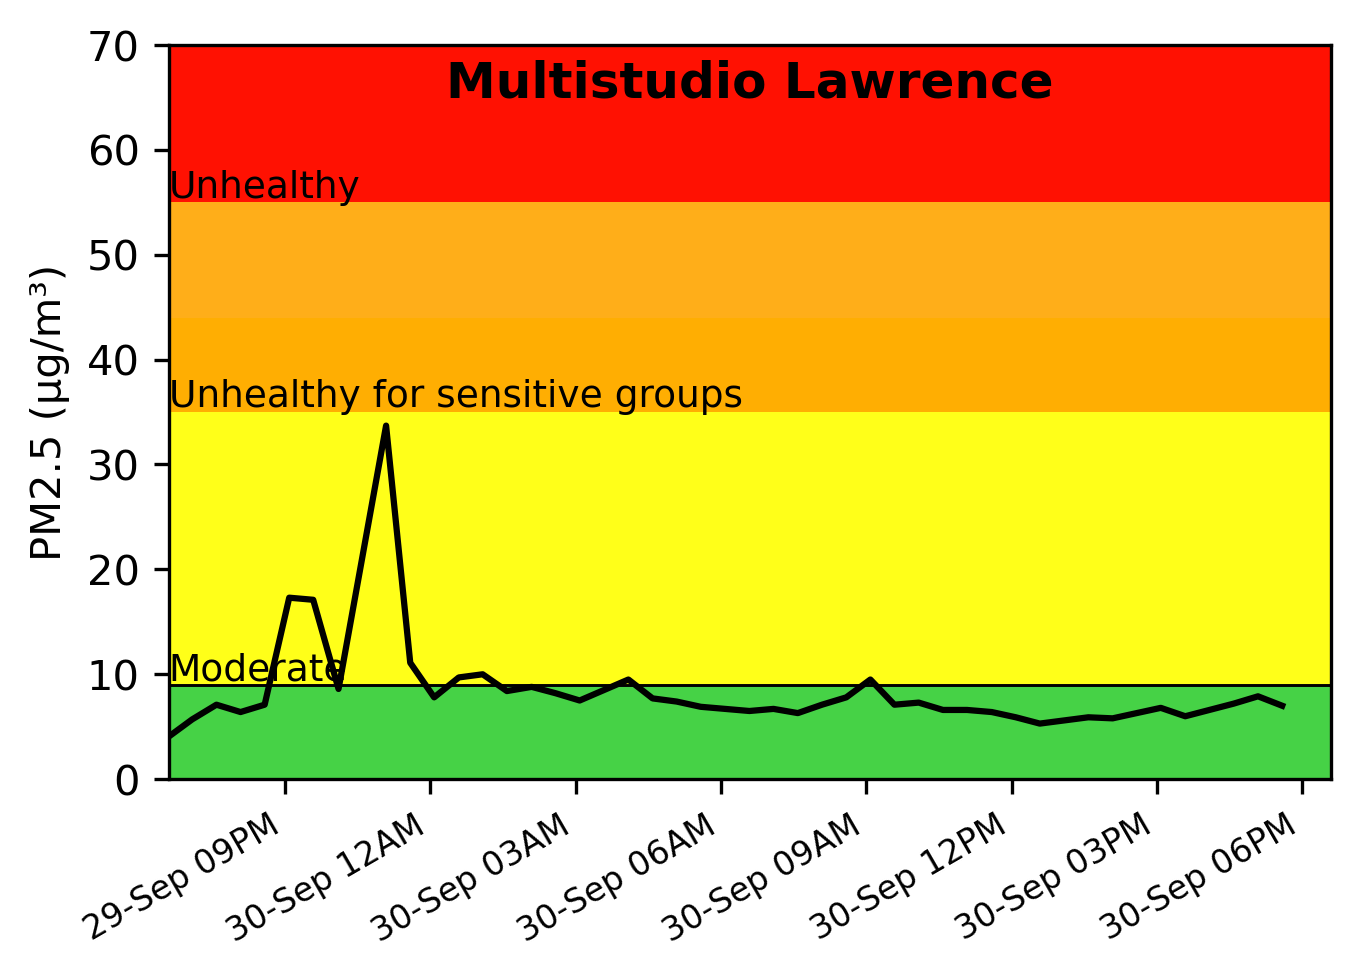 Multistudio Lawrence
PM2.5 (µg/m³)
70
60
50
40
30
20
10
0
Unhealthy
Unhealthy for sensitive groups
Moderate
29-Sep 09PM
30-Sep 12AM
30-Sep 03AM
30-Sep 06AM
30-Sep 09AM
30-Sep 12PM
30-Sep 03PM
30-Sep 06PM